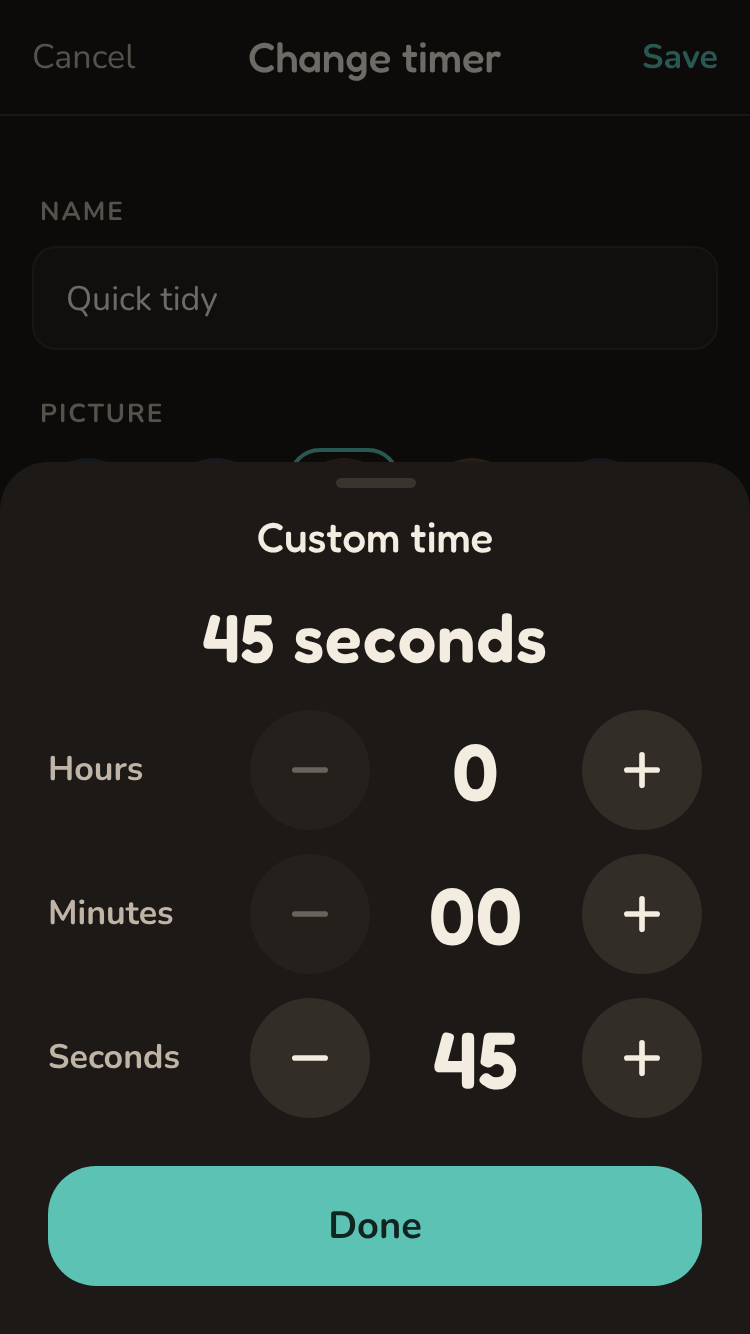 Cancel Change timer Save
NAME
Quick tidy
PICTURE
Custom time
45 seconds
Hours − 0 +
Minutes − 00 +
Seconds − 45 +
Done